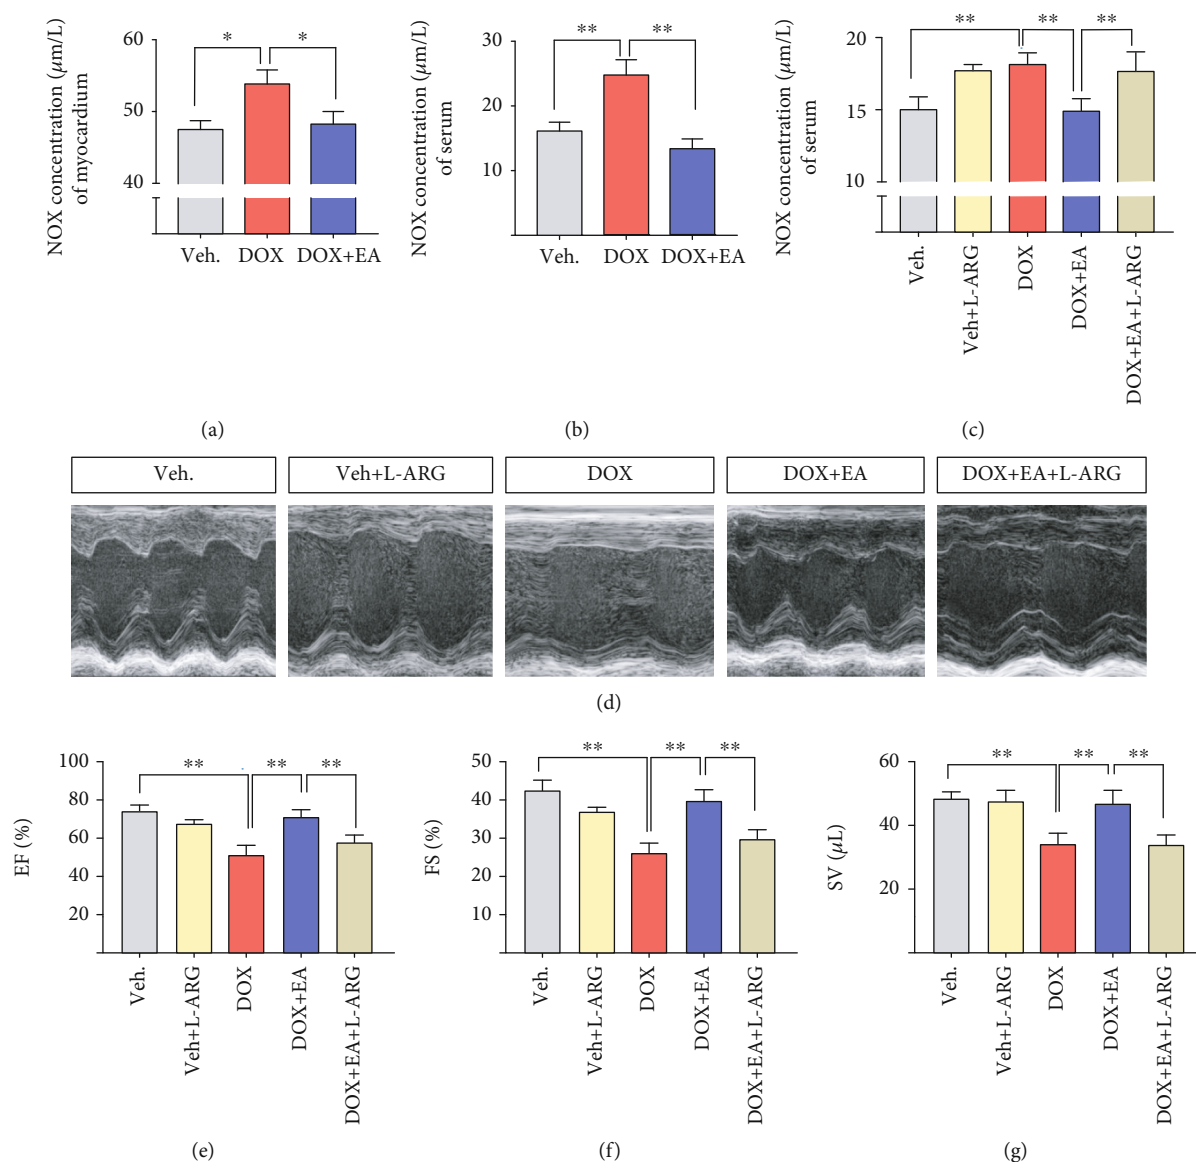 NOX concentration (μm/L)
of myocardium
60
50
40
*
*
Veh.
DOX
DOX+EA
(a)
NOX concentration (μm/L)
of serum
30
20
10
**
**
Veh.
DOX
DOX+EA
(b)
NOX concentration (μm/L)
of serum
20
15
10
**
**
**
Veh.
Veh+L-ARG
DOX
DOX+EA
DOX+EA+L-ARG
(c)
Veh.
Veh+L-ARG
DOX
DOX+EA
DOX+EA+L-ARG
(d)
EF (%)
100
80
60
40
20
**
**
**
Veh.
Veh+L-ARG
DOX
DOX+EA
DOX+EA+L-ARG
(e)
FS (%)
50
40
30
20
10
**
**
**
Veh.
Veh+L-ARG
DOX
DOX+EA
DOX+EA+L-ARG
(f)
SV (μL)
60
40
20
**
**
**
Veh.
Veh+L-ARG
DOX
DOX+EA
DOX+EA+L-ARG
(g)